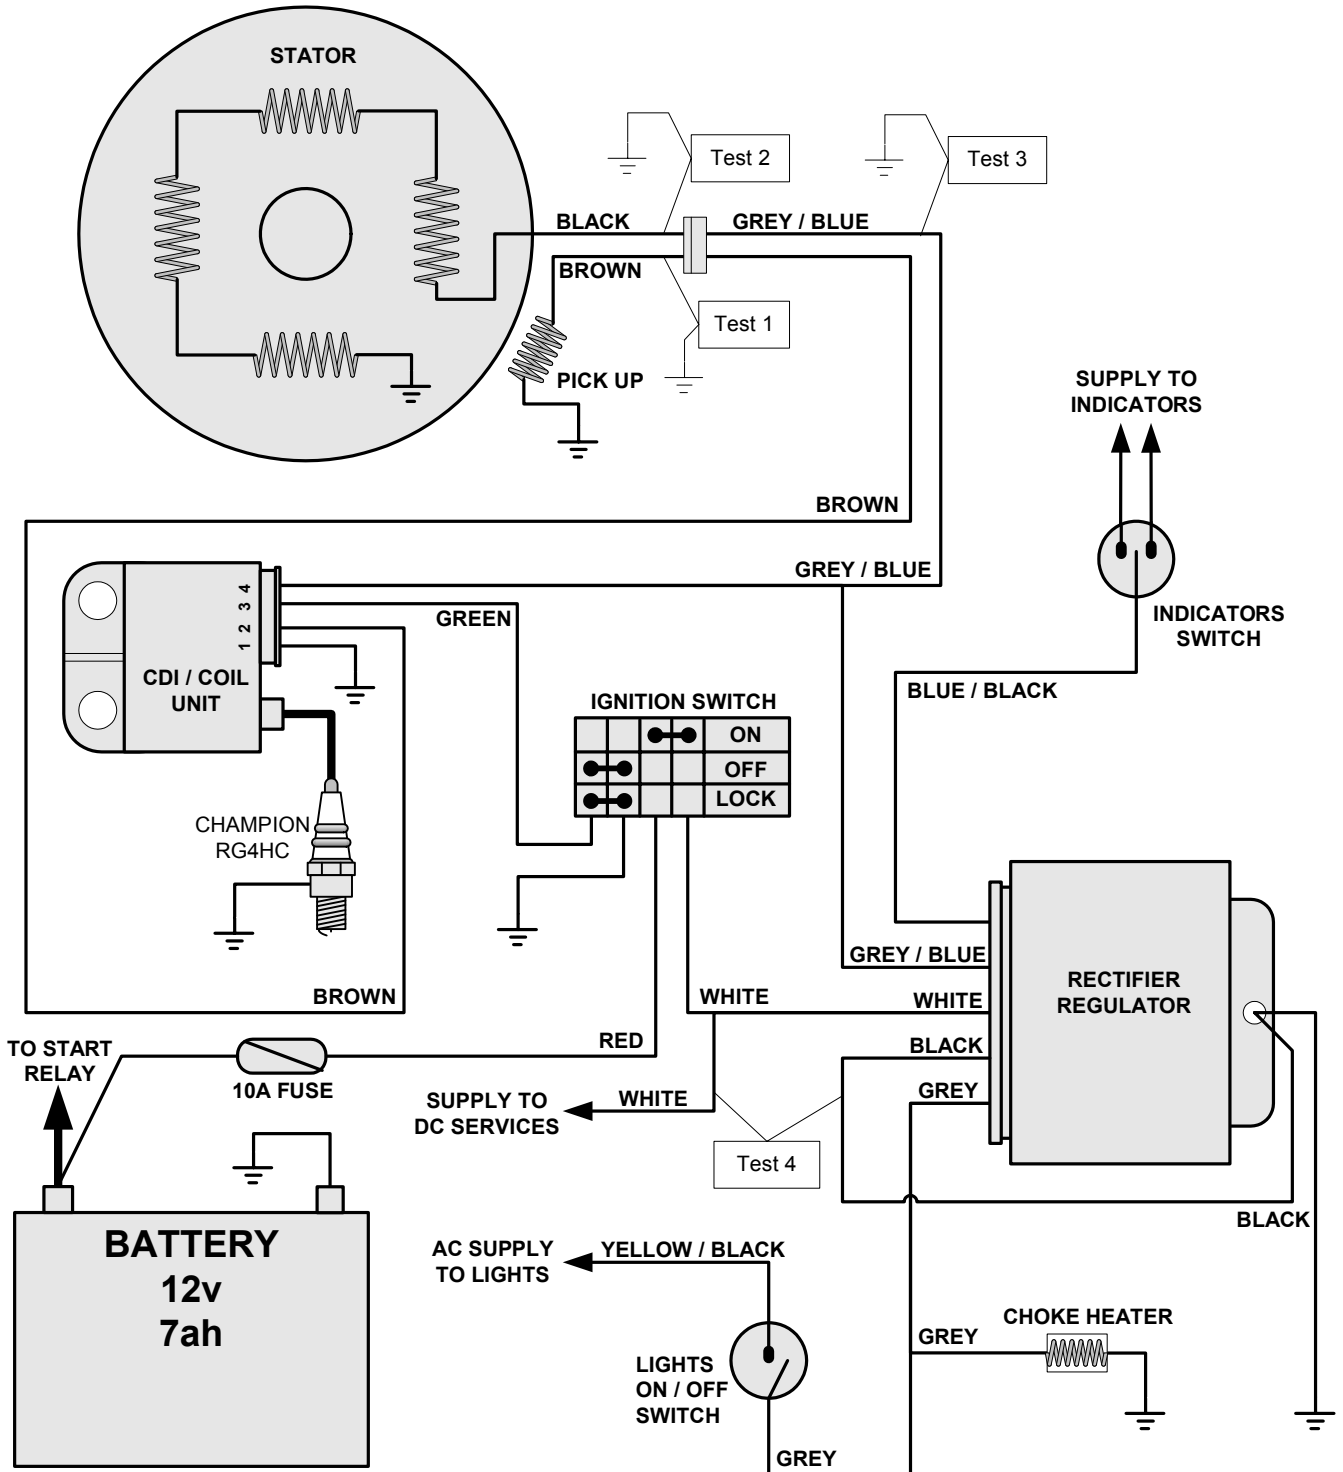 STATOR
Test 2
Test 3
BLACK
GREY / BLUE
BROWN
Test 1
PICK UP
SUPPLY TO
INDICATORS
BROWN
GREY / BLUE
GREEN
1 2 3 4
CDI / COIL
UNIT
INDICATORS
SWITCH
BLUE / BLACK
IGNITION SWITCH
ON
OFF
LOCK
CHAMPION
RG4HC
GREY / BLUE
RECTIFIER
REGULATOR
BROWN
WHITE
WHITE
RED
BLACK
TO START
RELAY
10A FUSE
GREY
SUPPLY TO
DC SERVICES
WHITE
Test 4
BLACK
BATTERY
12v
7ah
AC SUPPLY
TO LIGHTS
YELLOW / BLACK
CHOKE HEATER
GREY
LIGHTS
ON / OFF
SWITCH
GREY